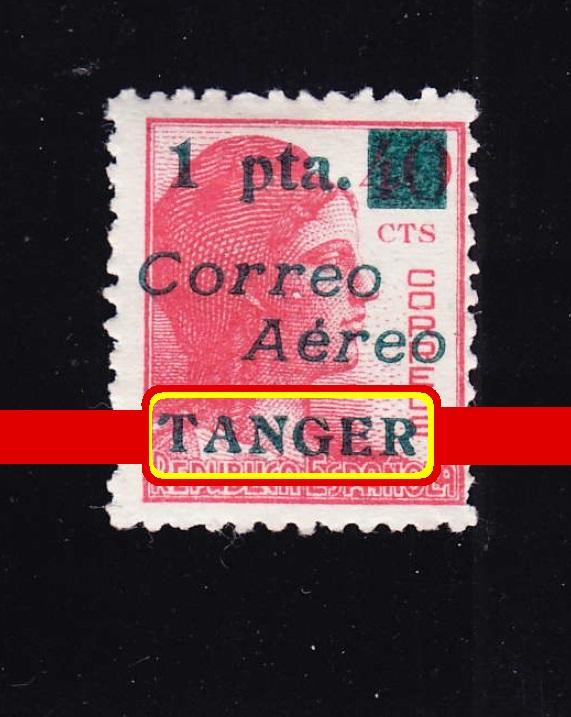 1 pta. 40
CTS
Correo
Aéreo
CORREOS
TANGER
REPUBLICA ESPAÑOLA